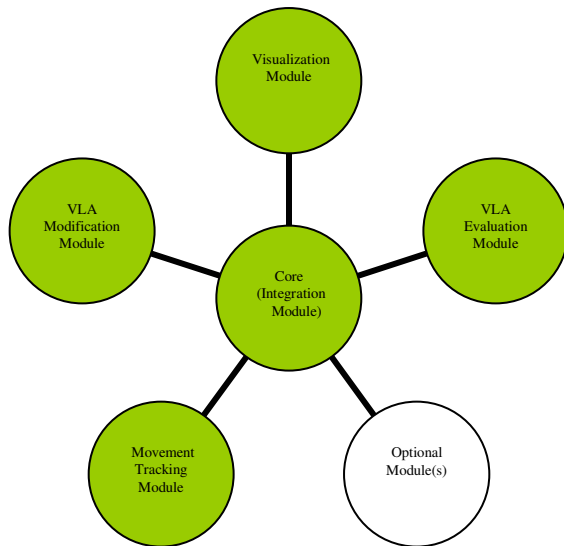 Visualization
Module
VLA
Modification
Module
VLA
Evaluation
Module
Core
(Integration
Module)
Movement
Tracking
Module
Optional
Module(s)